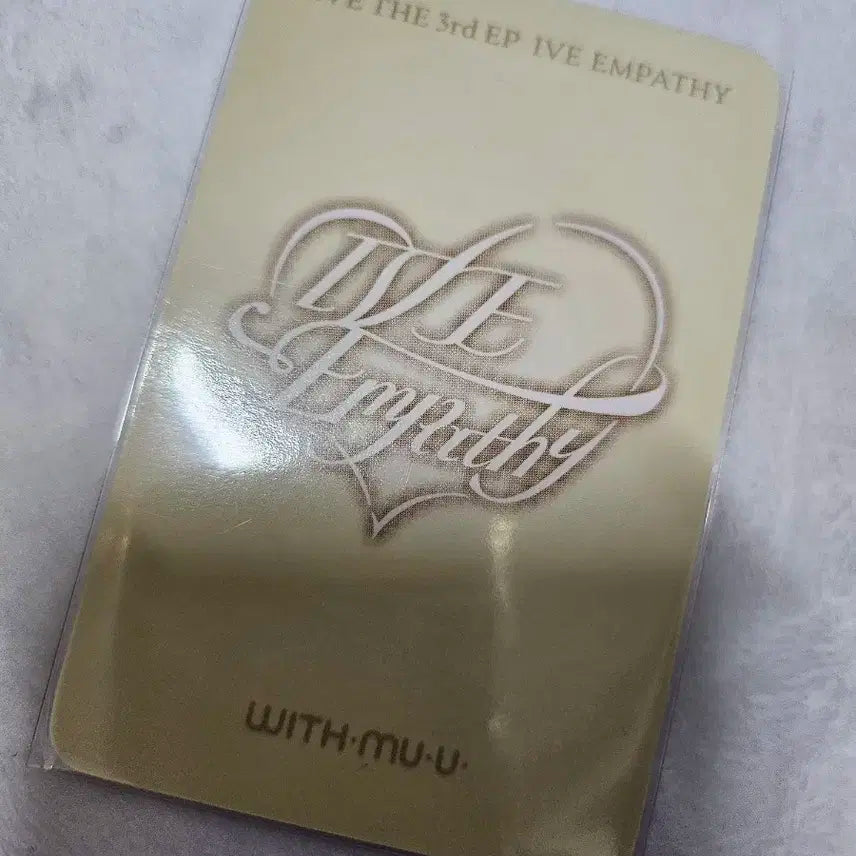 THE 3rd EP IVE EMPATHY
IVE
Empathy
WITH·MU·U·